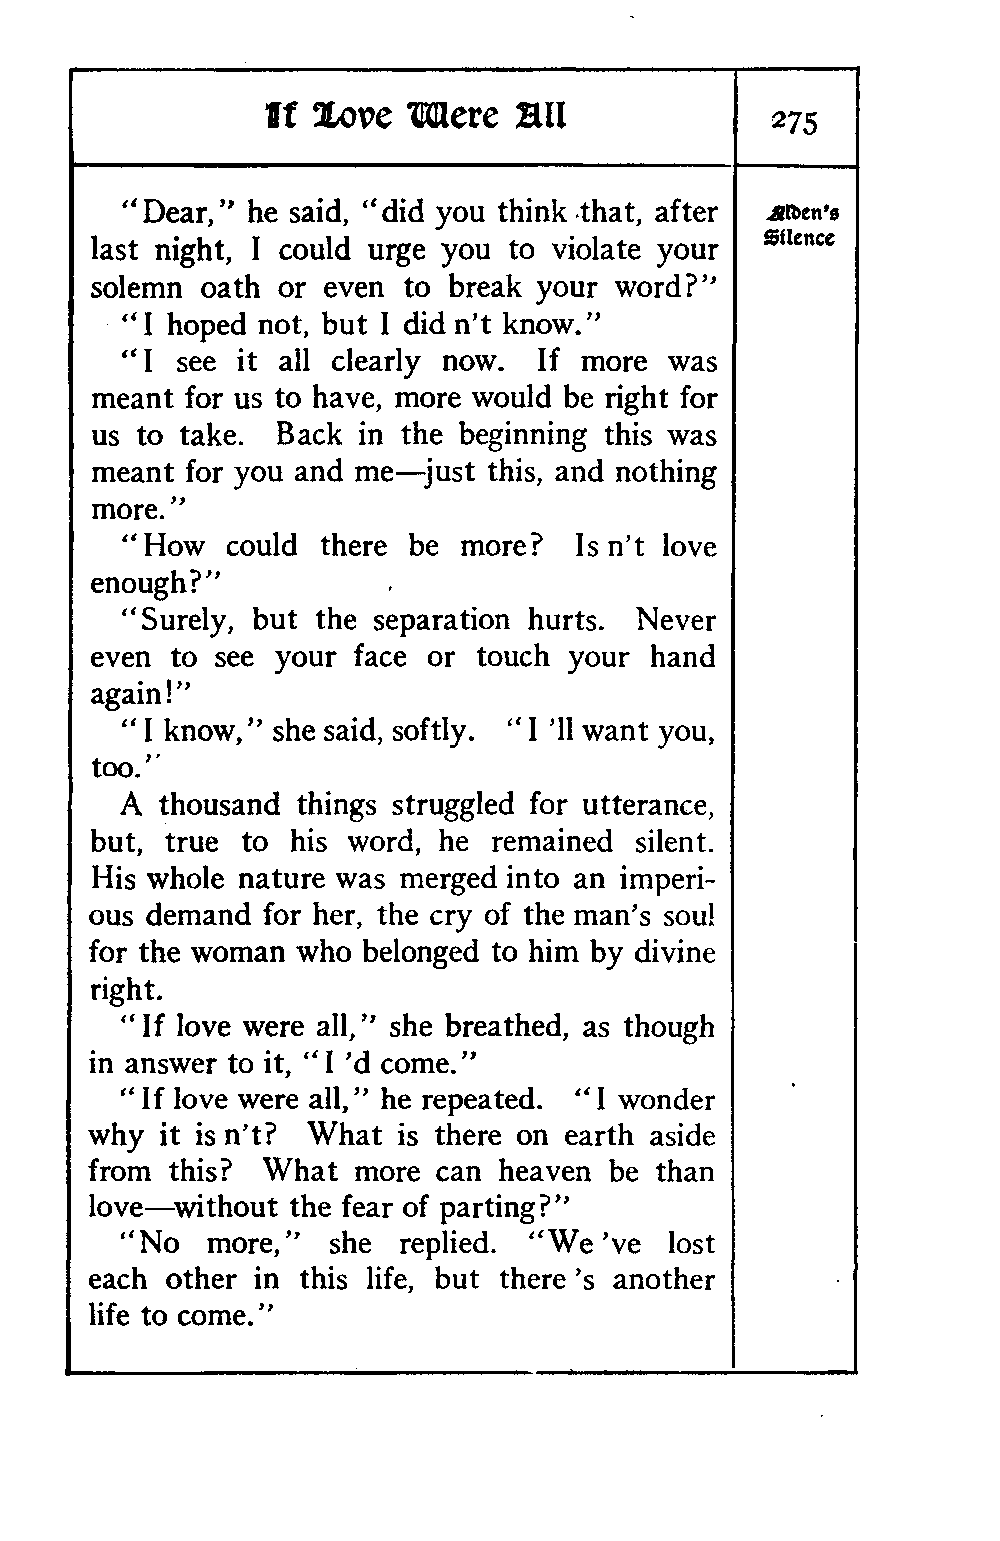 If Love Were All
275
Alden's
Silence
"Dear," he said, "did you think that, after
last night, I could urge you to violate your
solemn oath or even to break your word?"
"I hoped not, but I did n't know."
"I see it all clearly now. If more was
meant for us to have, more would be right for
us to take. Back in the beginning this was
meant for you and me—just this, and nothing
more."
"How could there be more? Is n't love
enough?"
"Surely, but the separation hurts. Never
even to see your face or touch your hand
again!"
"I know," she said, softly. "I 'll want you,
too."
A thousand things struggled for utterance,
but, true to his word, he remained silent.
His whole nature was merged into an imperi-
ous demand for her, the cry of the man's soul
for the woman who belonged to him by divine
right.
"If love were all," she breathed, as though
in answer to it, "I 'd come."
"If love were all," he repeated. "I wonder
why it is n't? What is there on earth aside
from this? What more can heaven be than
love—without the fear of parting?"
"No more," she replied. "We 've lost
each other in this life, but there 's another
life to come."